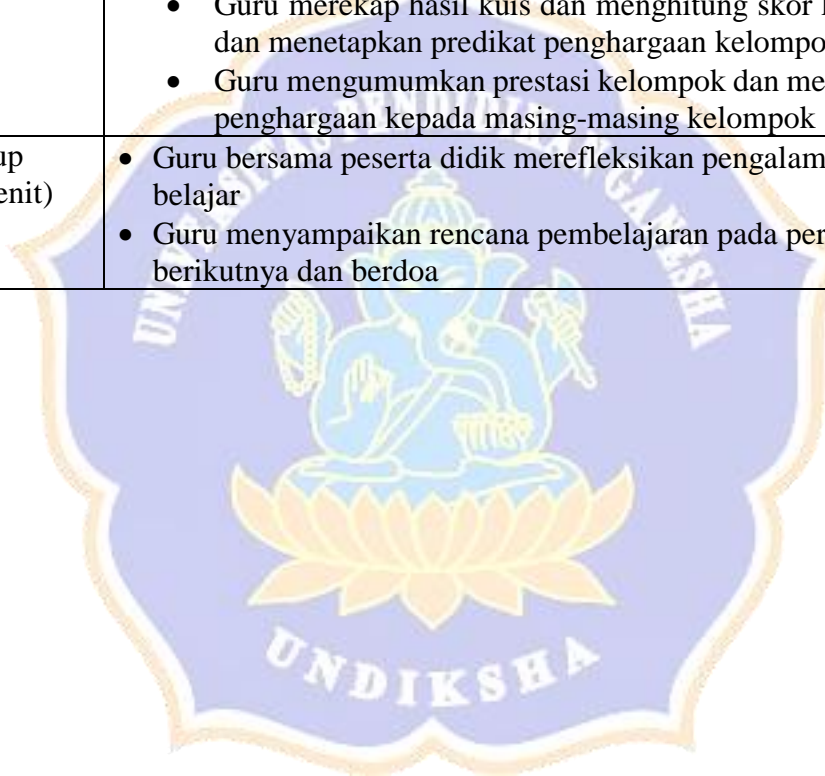 • Guru merekap hasil kuis dan menghitung skor
dan menetapkan predikat penghargaan kelompo
• Guru mengumumkan prestasi kelompok dan me
penghargaan kepada masing-masing kelompok
up
enit)
• Guru bersama peserta didik merefleksikan pengalam
belajar
• Guru menyampaikan rencana pembelajaran pada per
berikutnya dan berdoa
UNIVERSITAS PENDIDIKAN GANESHA
UNDIKSHA